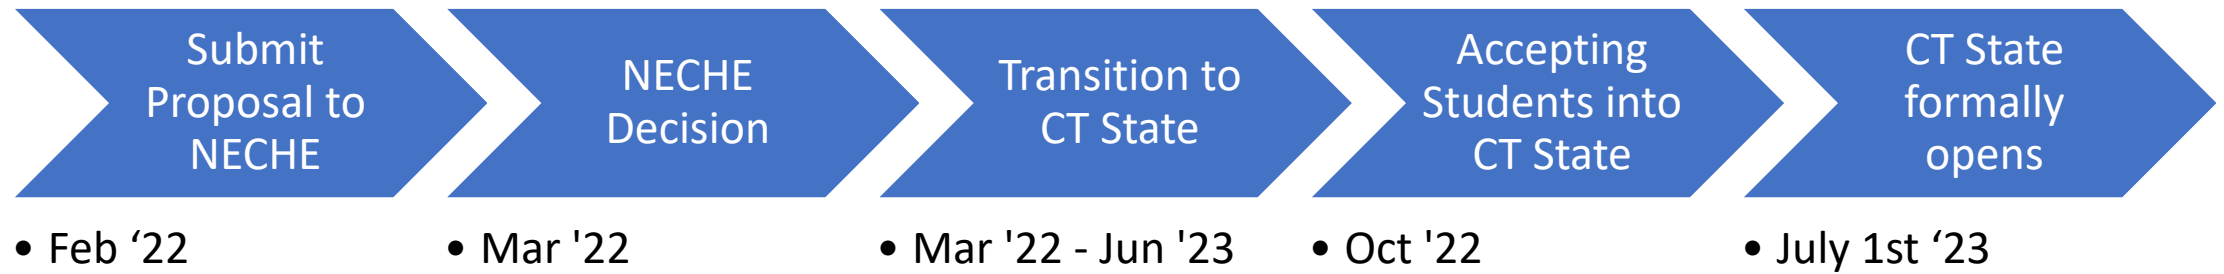 Submit
Proposal to
NECHE
NECHE
Decision
Transition to
CT State
Accepting
Students into
CT State
CT State
formally
opens
• Feb ‘22
• Mar '22
• Mar '22 - Jun '23
• Oct '22
• July 1st ‘23